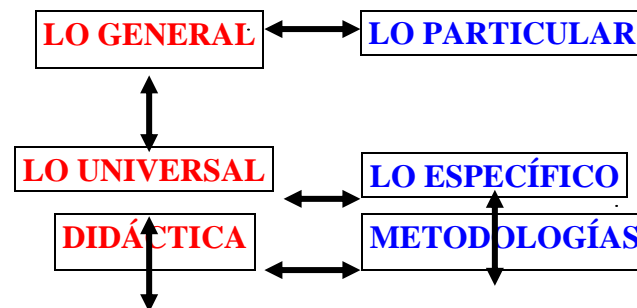 LO GENERAL
LO PARTICULAR
LO UNIVERSAL
LO ESPECÍFICO
DIDÁCTICA
METODOLOGÍAS